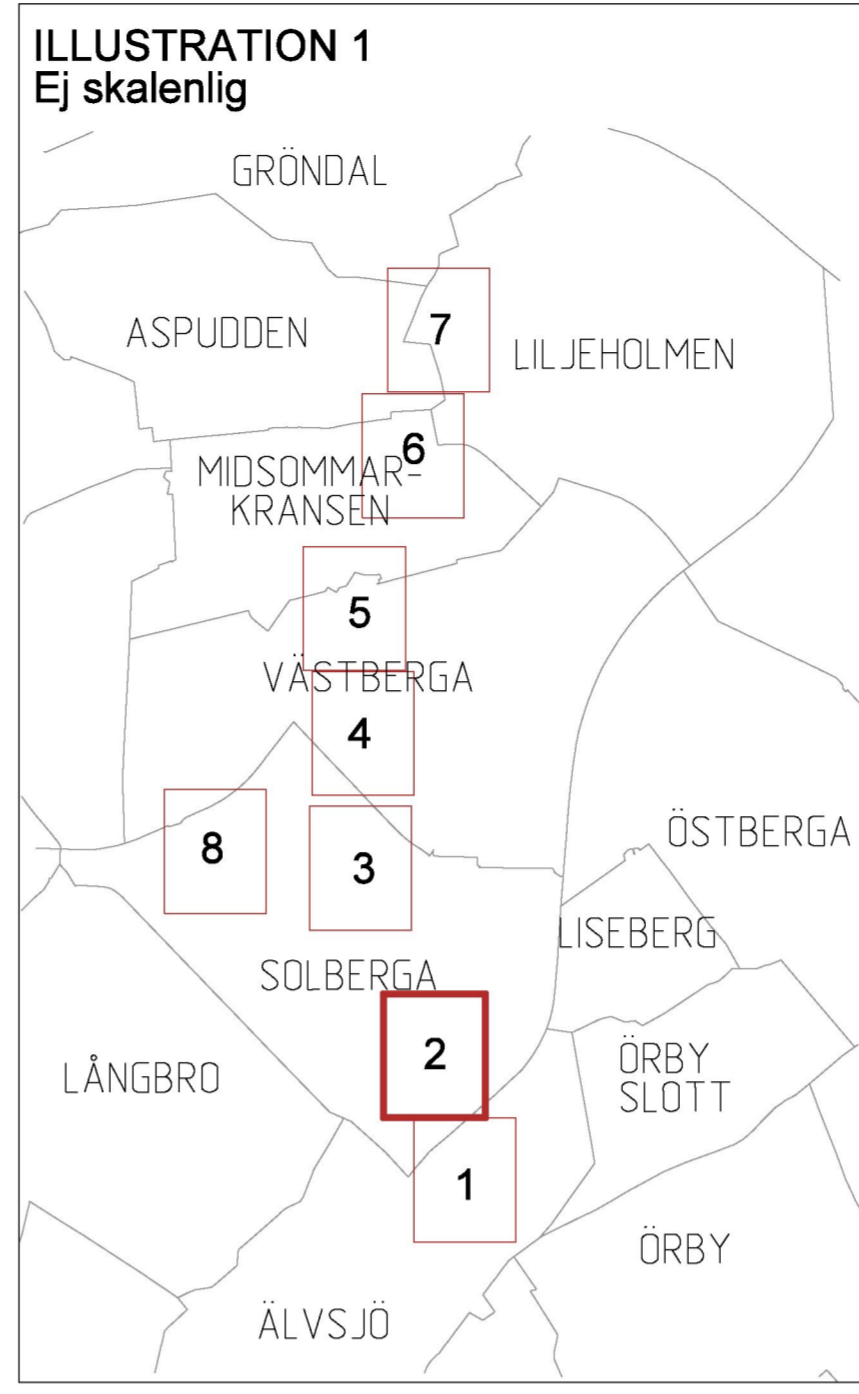 ILLUSTRATION 1
Ej skalenlig
GRÖNDAL
ASPUDDEN
7
LILJEHOLMEN
6
MIDSOMMAR-
KRANSEN
5
VÄSTBERGA
4
ÖSTBERGA
8
3
LISEBERG
SOLBERGA
2
ÖRBY
SLOTT
LÅNGBRO
1
ÖRBY
ÄLVSJÖ